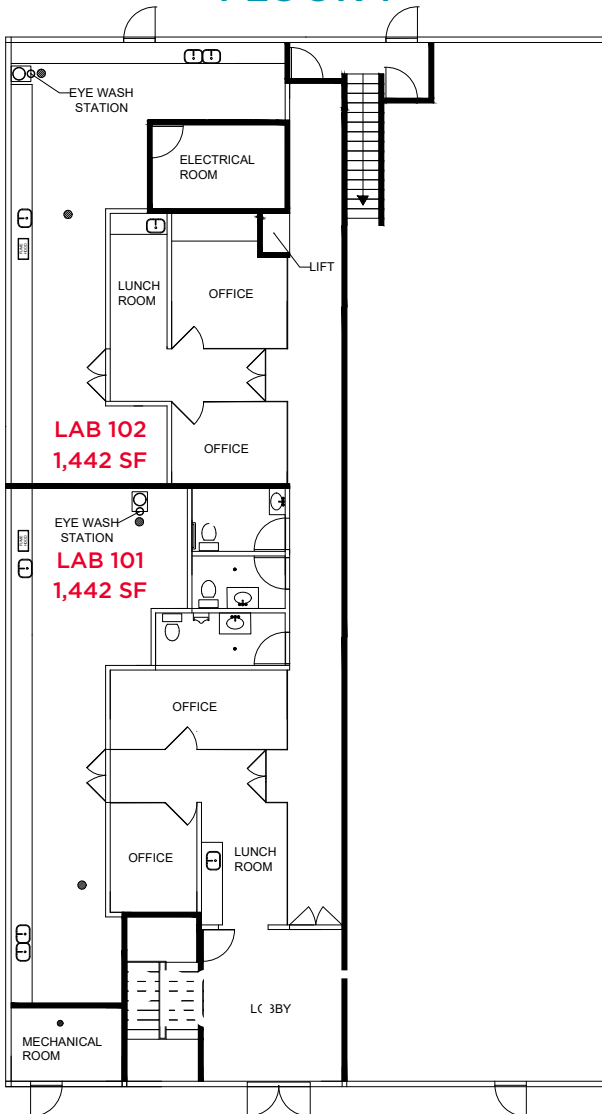 EYE WASH
STATION
ELECTRICAL
ROOM
LIFT
LUNCH
ROOM
OFFICE
LAB 102
1,442 SF
OFFICE
EYE WASH
STATION
LAB 101
1,442 SF
OFFICE
OFFICE
LUNCH
ROOM
LOBBY
MECHANICAL
ROOM